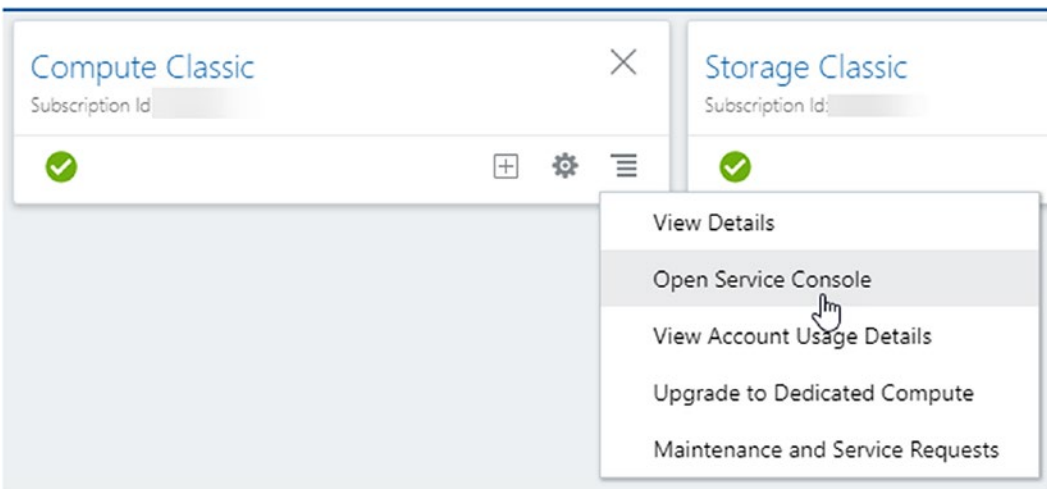 Compute Classic
Subscription Id
Storage Classic
Subscription Id:
View Details
Open Service Console
View Account Usage Details
Upgrade to Dedicated Compute
Maintenance and Service Requests